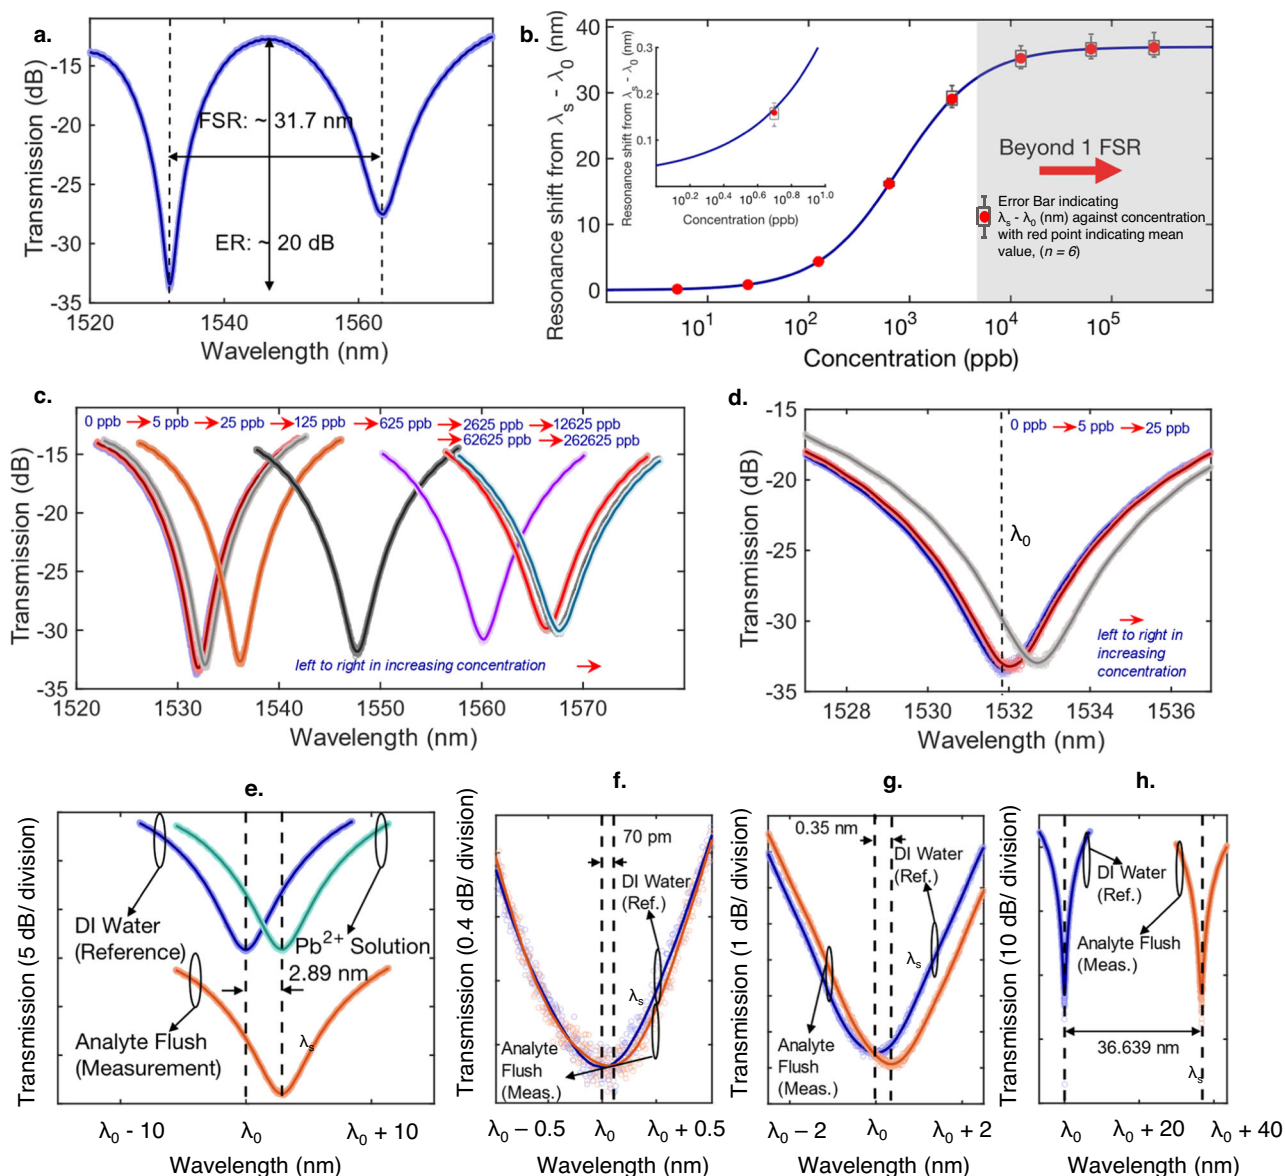 a.
Transmission (dB)
-15
-20
-25
-30
-35
FSR: ~ 31.7 nm
ER: ~ 20 dB
1520
1540
1560
Wavelength (nm)
b.
Resonance shift from λs - λ0 (nm)
40
30
20
10
0
Resonance shift from λs - λ0 (nm)
0.3
0.2
0.1
10^0.2 10^0.4 10^0.6 10^0.8 10^1.0
Concentration (ppb)
Beyond 1 FSR
Error Bar indicating
λs - λ0 (nm) against concentration
with red point indicating mean
value, (n = 6)
10^1 10^2 10^3 10^4 10^5
Concentration (ppb)
c.
0 ppb 5 ppb 25 ppb 125 ppb 625 ppb 2625 ppb 12625 ppb
62625 ppb 262625 ppb
Transmission (dB)
-15
-20
-25
-30
-35
left to right in increasing concentration
1520 1530 1540 1550 1560 1570
Wavelength (nm)
d.
Transmission (dB)
-15
-20
-25
-30
-35
0 ppb 5 ppb 25 ppb
λ0
left to right in
increasing
concentration
1528 1530 1532 1534 1536
Wavelength (nm)
e.
Transmission (5 dB/ division)
DI Water
(Reference)
Pb2+ Solution
2.89 nm
Analyte Flush
(Measurement)
λs
λ0 - 10 λ0 λ0 + 10
Wavelength (nm)
f.
Transmission (0.4 dB/ division)
70 pm
DI Water
(Ref.)
λs
Analyte
Flush
(Meas.)
λ0 – 0.5 λ0 λ0 + 0.5
Wavelength (nm)
g.
Transmission (1 dB/ division)
0.35 nm
DI Water
(Ref.)
λs
Analyte
Flush
(Meas.)
λ0 – 2 λ0 λ0 + 2
Wavelength (nm)
h.
Transmission (10 dB/ division)
DI Water
(Ref.)
Analyte
Flush
(Meas.)
36.639 nm
λs
λ0 λ0 + 20 λ0 + 40
Wavelength (nm)